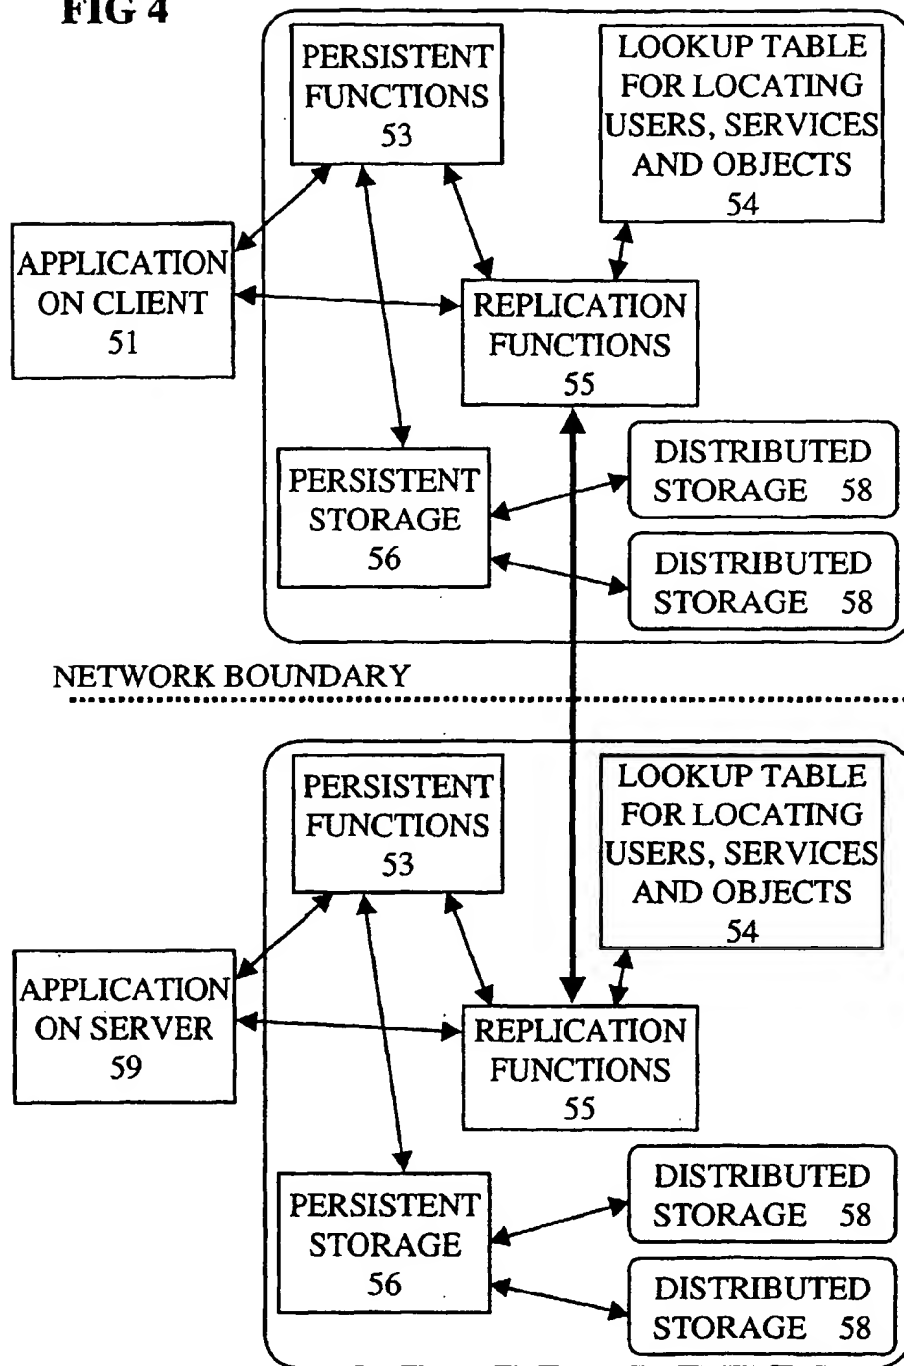 FIG 4
PERSISTENT
FUNCTIONS
53
LOOKUP TABLE
FOR LOCATING
USERS, SERVICES
AND OBJECTS
54
APPLICATION
ON CLIENT
51
REPLICATION
FUNCTIONS
55
PERSISTENT
STORAGE
56
DISTRIBUTED
STORAGE 58
DISTRIBUTED
STORAGE 58
NETWORK BOUNDARY
PERSISTENT
FUNCTIONS
53
LOOKUP TABLE
FOR LOCATING
USERS, SERVICES
AND OBJECTS
54
APPLICATION
ON SERVER
59
REPLICATION
FUNCTIONS
55
PERSISTENT
STORAGE
56
DISTRIBUTED
STORAGE 58
DISTRIBUTED
STORAGE 58